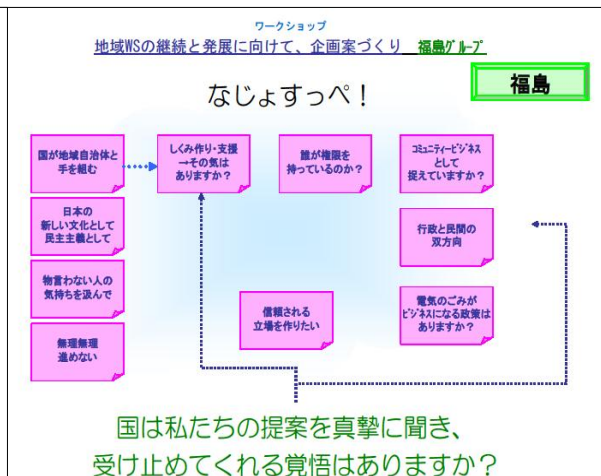 ワークショップ
地域WSの継続と発展に向けて、企画案づくり　福島グループ
福島
なじょすっぺ！
国が地域自治体と
手を組む
しくみ作り・支援
→その気は
ありますか？
誰が権限を
持っているのか？
コミュニティービジネス
として
捉えていますか？
日本の
新しい文化として
民主主義として
行政と民間の
双方向
物言わない人の
気持ちを汲んで
信頼される
立場を作りたい
電気のごみが
ビジネスになる政策は
ありますか？
無理無理
進めない
国は私たちの提案を真摯に聞き、
受け止めてくれる覚悟はありますか？